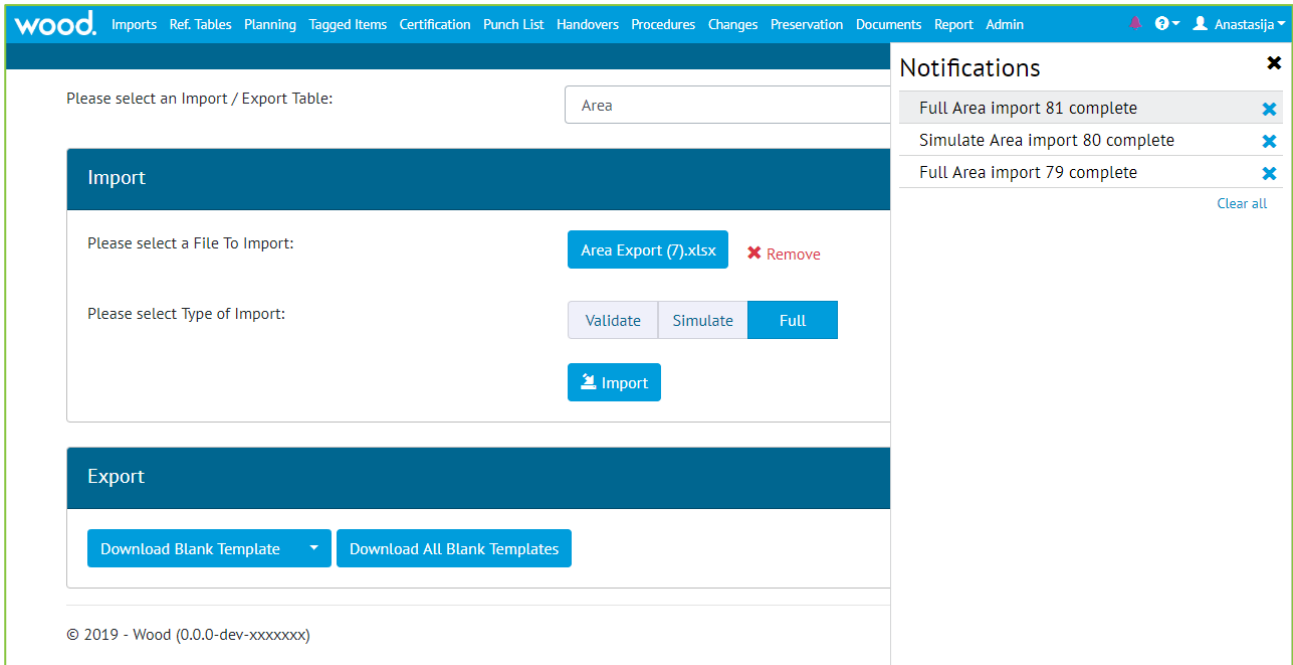 wood. Imports Ref. Tables Planning Tagged Items Certification Punch List Handovers Procedures Changes Preservation Documents Report Admin ? Anastasija
Notifications
Full Area import 81 complete
Simulate Area import 80 complete
Full Area import 79 complete
Clear all
Please select an Import / Export Table:
Area
Import
Please select a File To Import:
Area Export (7).xlsx
Remove
Please select Type of Import:
Validate Simulate Full
Import
Export
Download Blank Template
Download All Blank Templates
© 2019 - Wood (0.0.0-dev-xxxxxxx)